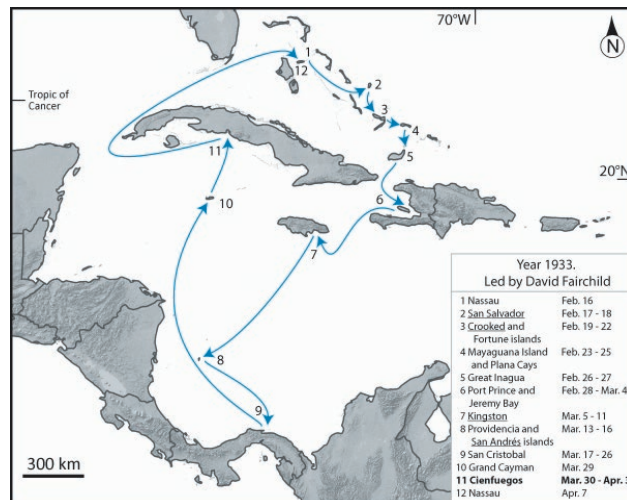 70°W
N
1
12
2
Tropic of
Cancer
3
4
11
5
20°N
10
6
7
Year 1933.
Led by David Fairchild
1 Nassau Feb. 16
2 San Salvador Feb. 17 - 18
3 Crooked and Feb. 19 - 22
Fortune islands
4 Mayaguana Island Feb. 23 - 25
and Plana Cays
5 Great Inagua Feb. 26 - 27
6 Port Prince and Feb. 28 - Mar. 4
Jeremy Bay
7 Kingston Mar. 5 - 11
8 Providencia and Mar. 13 - 16
San Andrés islands
9 San Cristobal Mar. 17 - 26
10 Grand Cayman Mar. 29
11 Cienfuegos Mar. 30 - Apr. 3
12 Nassau Apr. 7
8
9
300 km